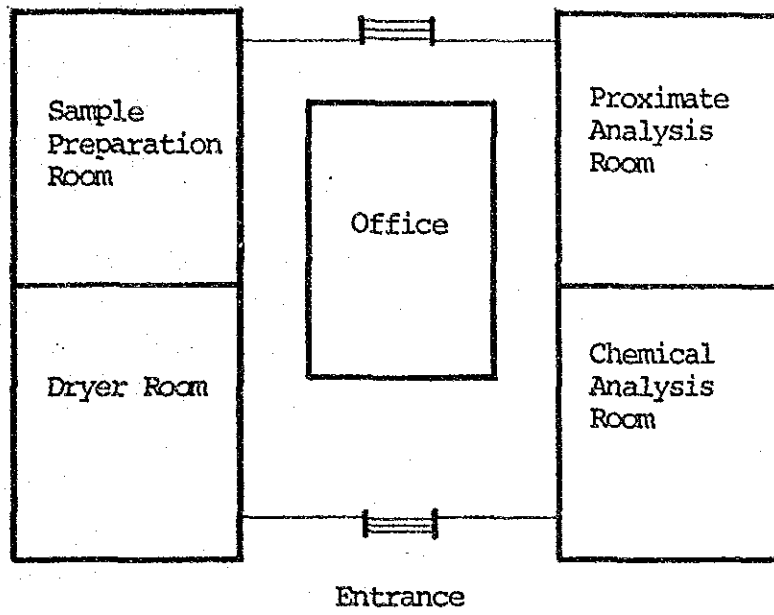 Sample
Preparation
Room
Office
Proximate
Analysis
Room
Dryer Room
Chemical
Analysis
Room
Entrance